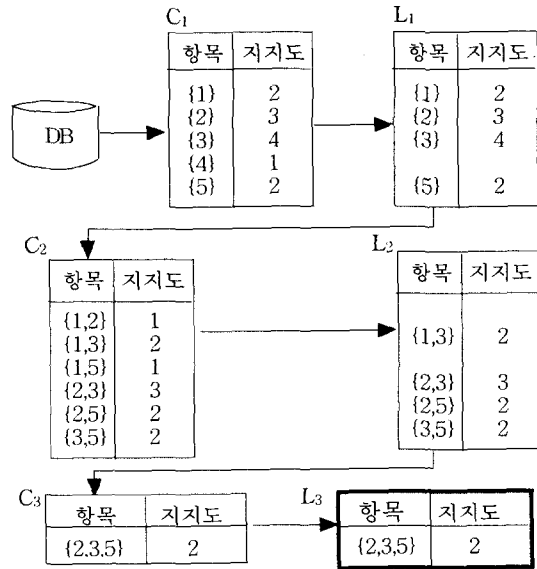 C1
항목 지지도
{1} 2
{2} 3
{3} 4
{4} 1
{5} 2
L1
항목 지지도
{1} 2
{2} 3
{3} 4
{5} 2
DB
C2
항목 지지도
{1,2} 1
{1,3} 2
{1,5} 1
{2,3} 3
{2,5} 2
{3,5} 2
L2
항목 지지도
{1,3} 2
{2,3} 3
{2,5} 2
{3,5} 2
C3
항목 지지도
{2,3,5} 2
L3
항목 지지도
{2,3,5} 2